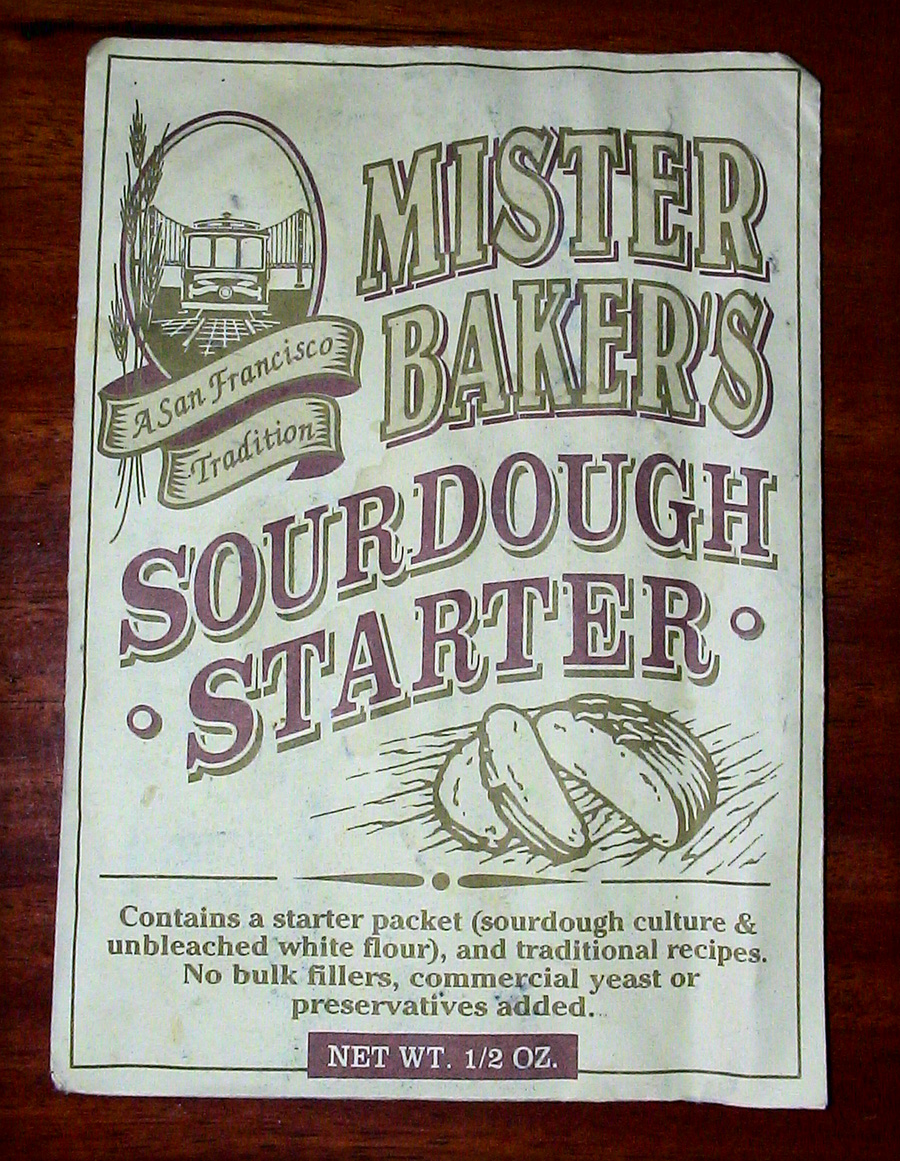 MISTER
BAKER'S
A San Francisco
Tradition
SOURDOUGH
STARTER
Contains a starter packet (sourdough culture &
unbleached white flour), and traditional recipes.
No bulk fillers, commercial yeast or
preservatives added.
NET WT. 1/2 OZ.